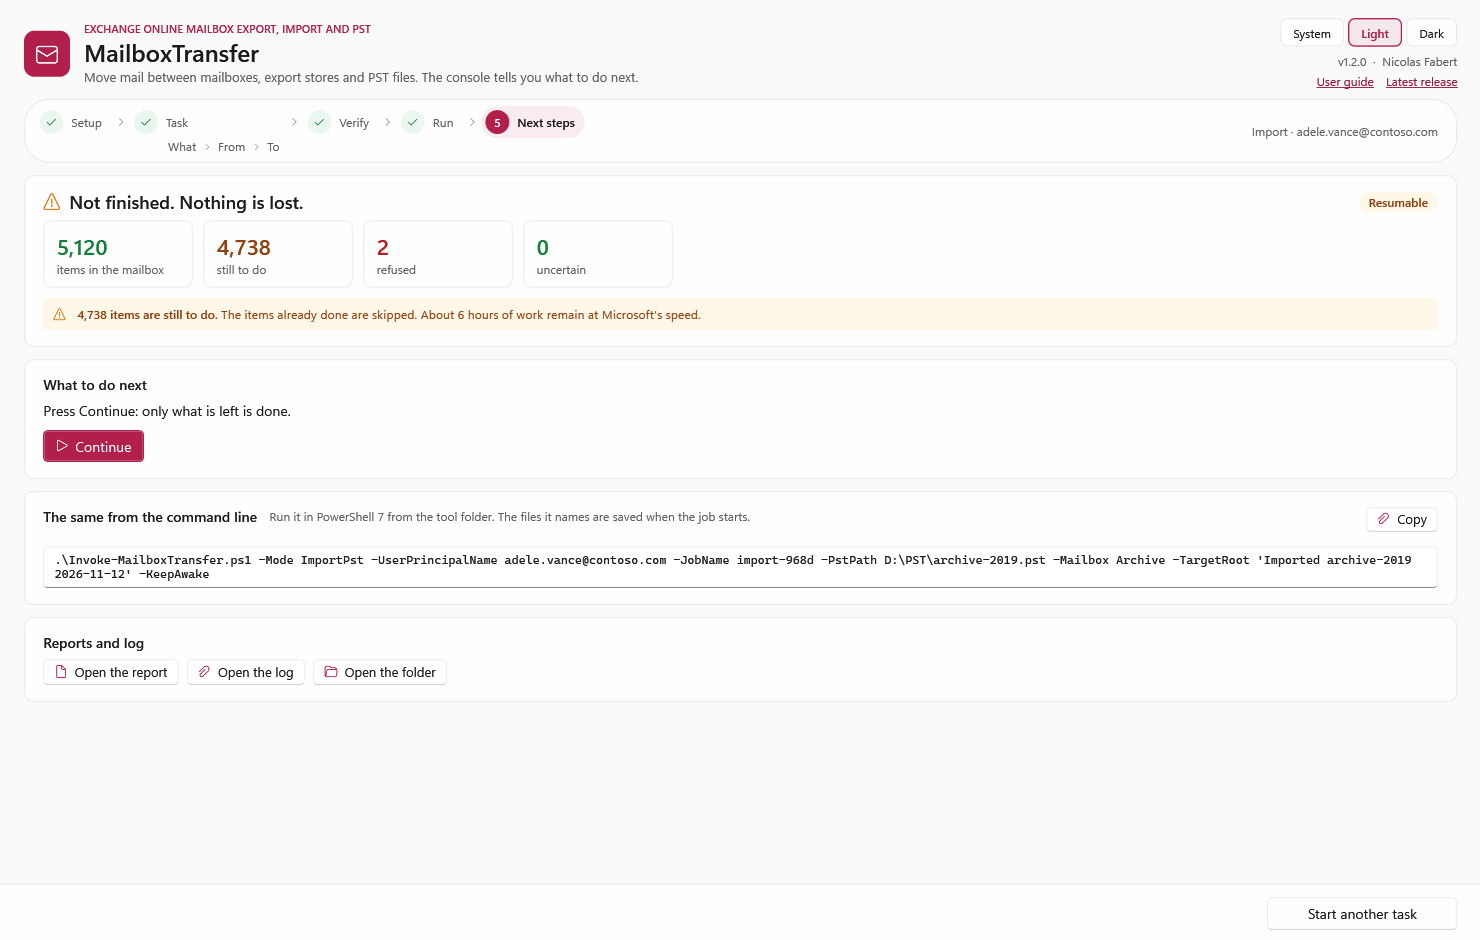 EXCHANGE ONLINE MAILBOX EXPORT, IMPORT AND PST
MailboxTransfer
Move mail between mailboxes, export stores and PST files. The console tells you what to do next.
System
Light
Dark
v1.2.0 · Nicolas Fabert
User guide
Latest release
Setup
Task
Verify
Run
5
Next steps
What
From
To
Import · adele.vance@contoso.com
Not finished. Nothing is lost.
Resumable
5,120
items in the mailbox
4,738
still to do
2
refused
0
uncertain
4,738 items are still to do. The items already done are skipped. About 6 hours of work remain at Microsoft's speed.
What to do next
Press Continue: only what is left is done.
Continue
The same from the command line
Run it in PowerShell 7 from the tool folder. The files it names are saved when the job starts.
Copy
.\Invoke-MailboxTransfer.ps1 -Mode ImportPst -UserPrincipalName adele.vance@contoso.com -JobName import-968d -PstPath D:\PST\archive-2019.pst -Mailbox Archive -TargetRoot 'Imported archive-2019
2026-11-12' -KeepAwake
Reports and log
Open the report
Open the log
Open the folder
Start another task